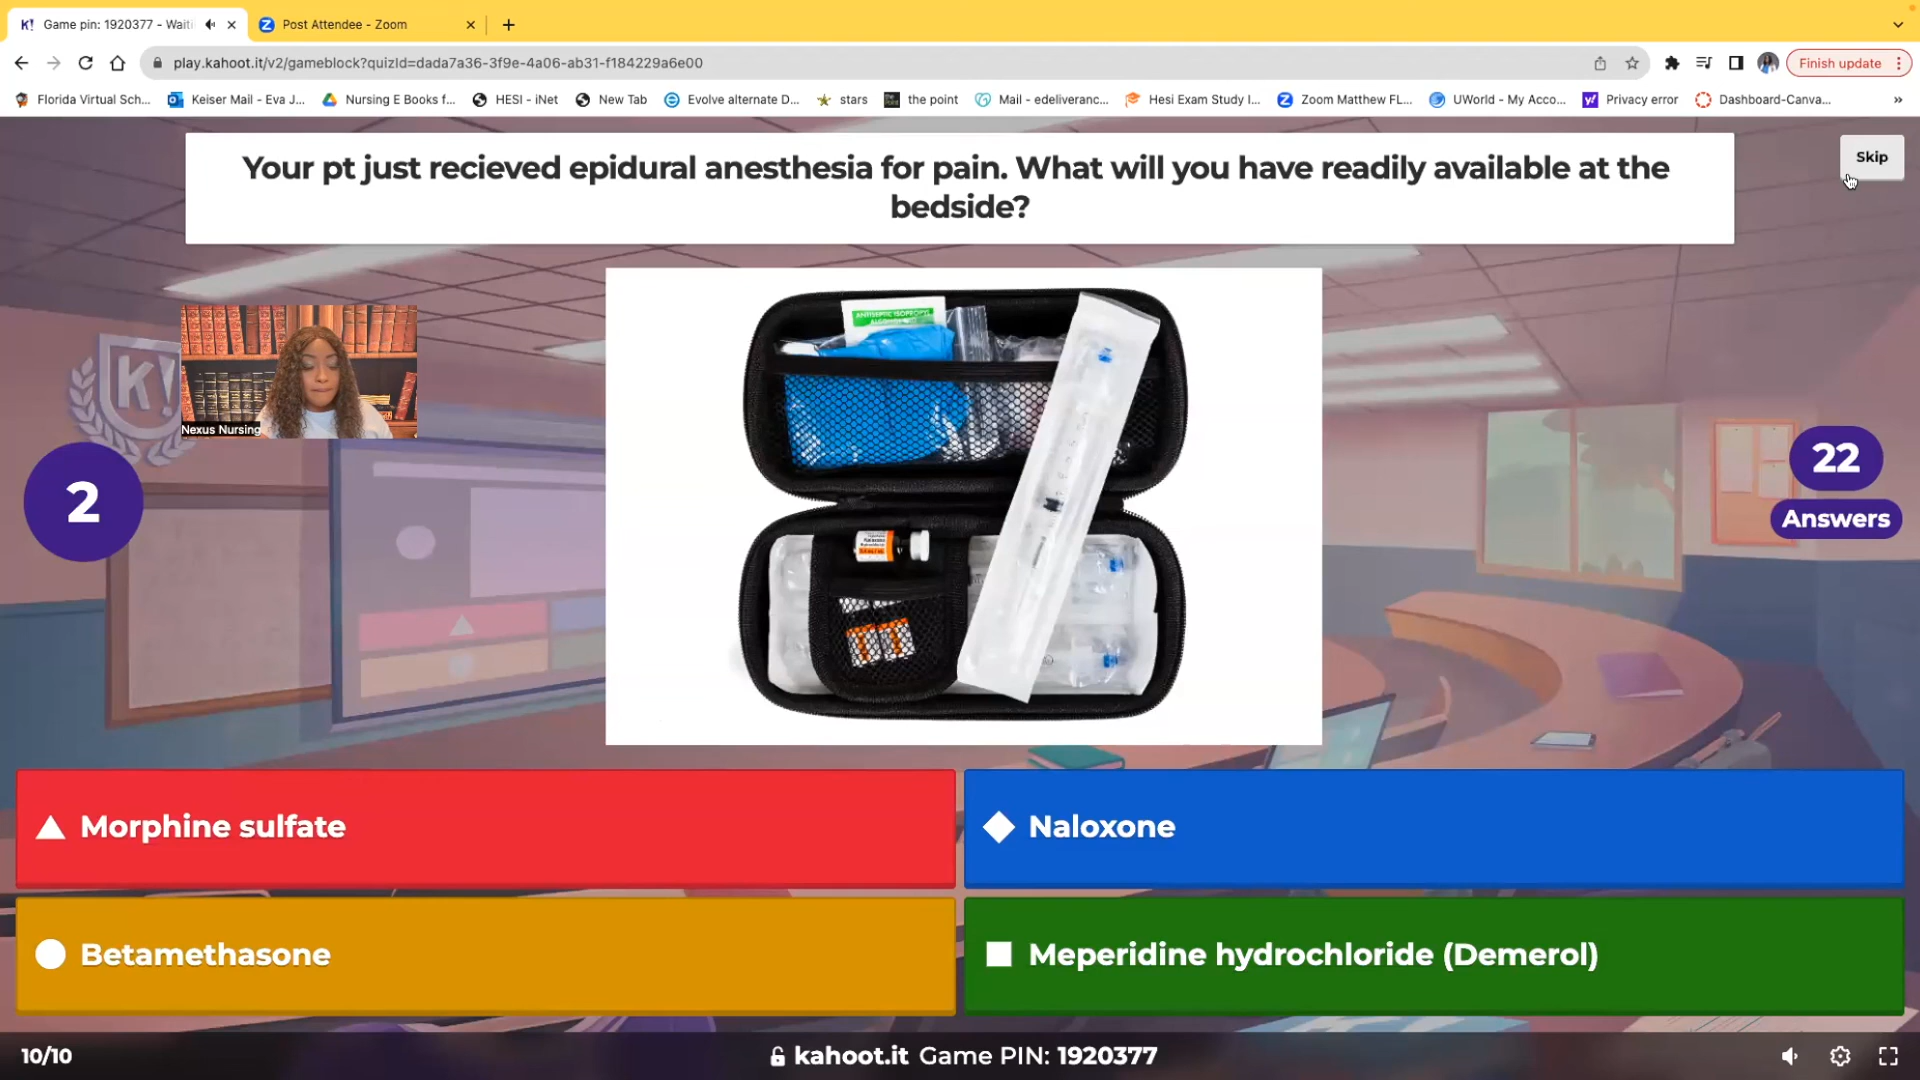 K! Game pin: 1920377 - Waiti
Post Attendee - Zoom
play.kahoot.it/v2/gameblock?quizId=dada7a36-3f9e-4a06-ab31-f184229a6e00
Finish update
Florida Virtual Sch...
Keiser Mail - Eva J...
Nursing E Books f...
HESI - iNet
New Tab
Evolve alternate D...
stars
the point
Mail - edeliveranc...
Hesi Exam Study I...
Zoom Matthew FL...
UWorld - My Acco...
Privacy error
Dashboard-Canva...
Your pt just recieved epidural anesthesia for pain. What will you have readily available at the
bedside?
Skip
ANTISEPTIC ISOPROPYL
K!
Nexus Nursing
2
22
Answers
Morphine sulfate
Naloxone
Betamethasone
Meperidine hydrochloride (Demerol)
10/10
kahoot.it Game PIN: 1920377